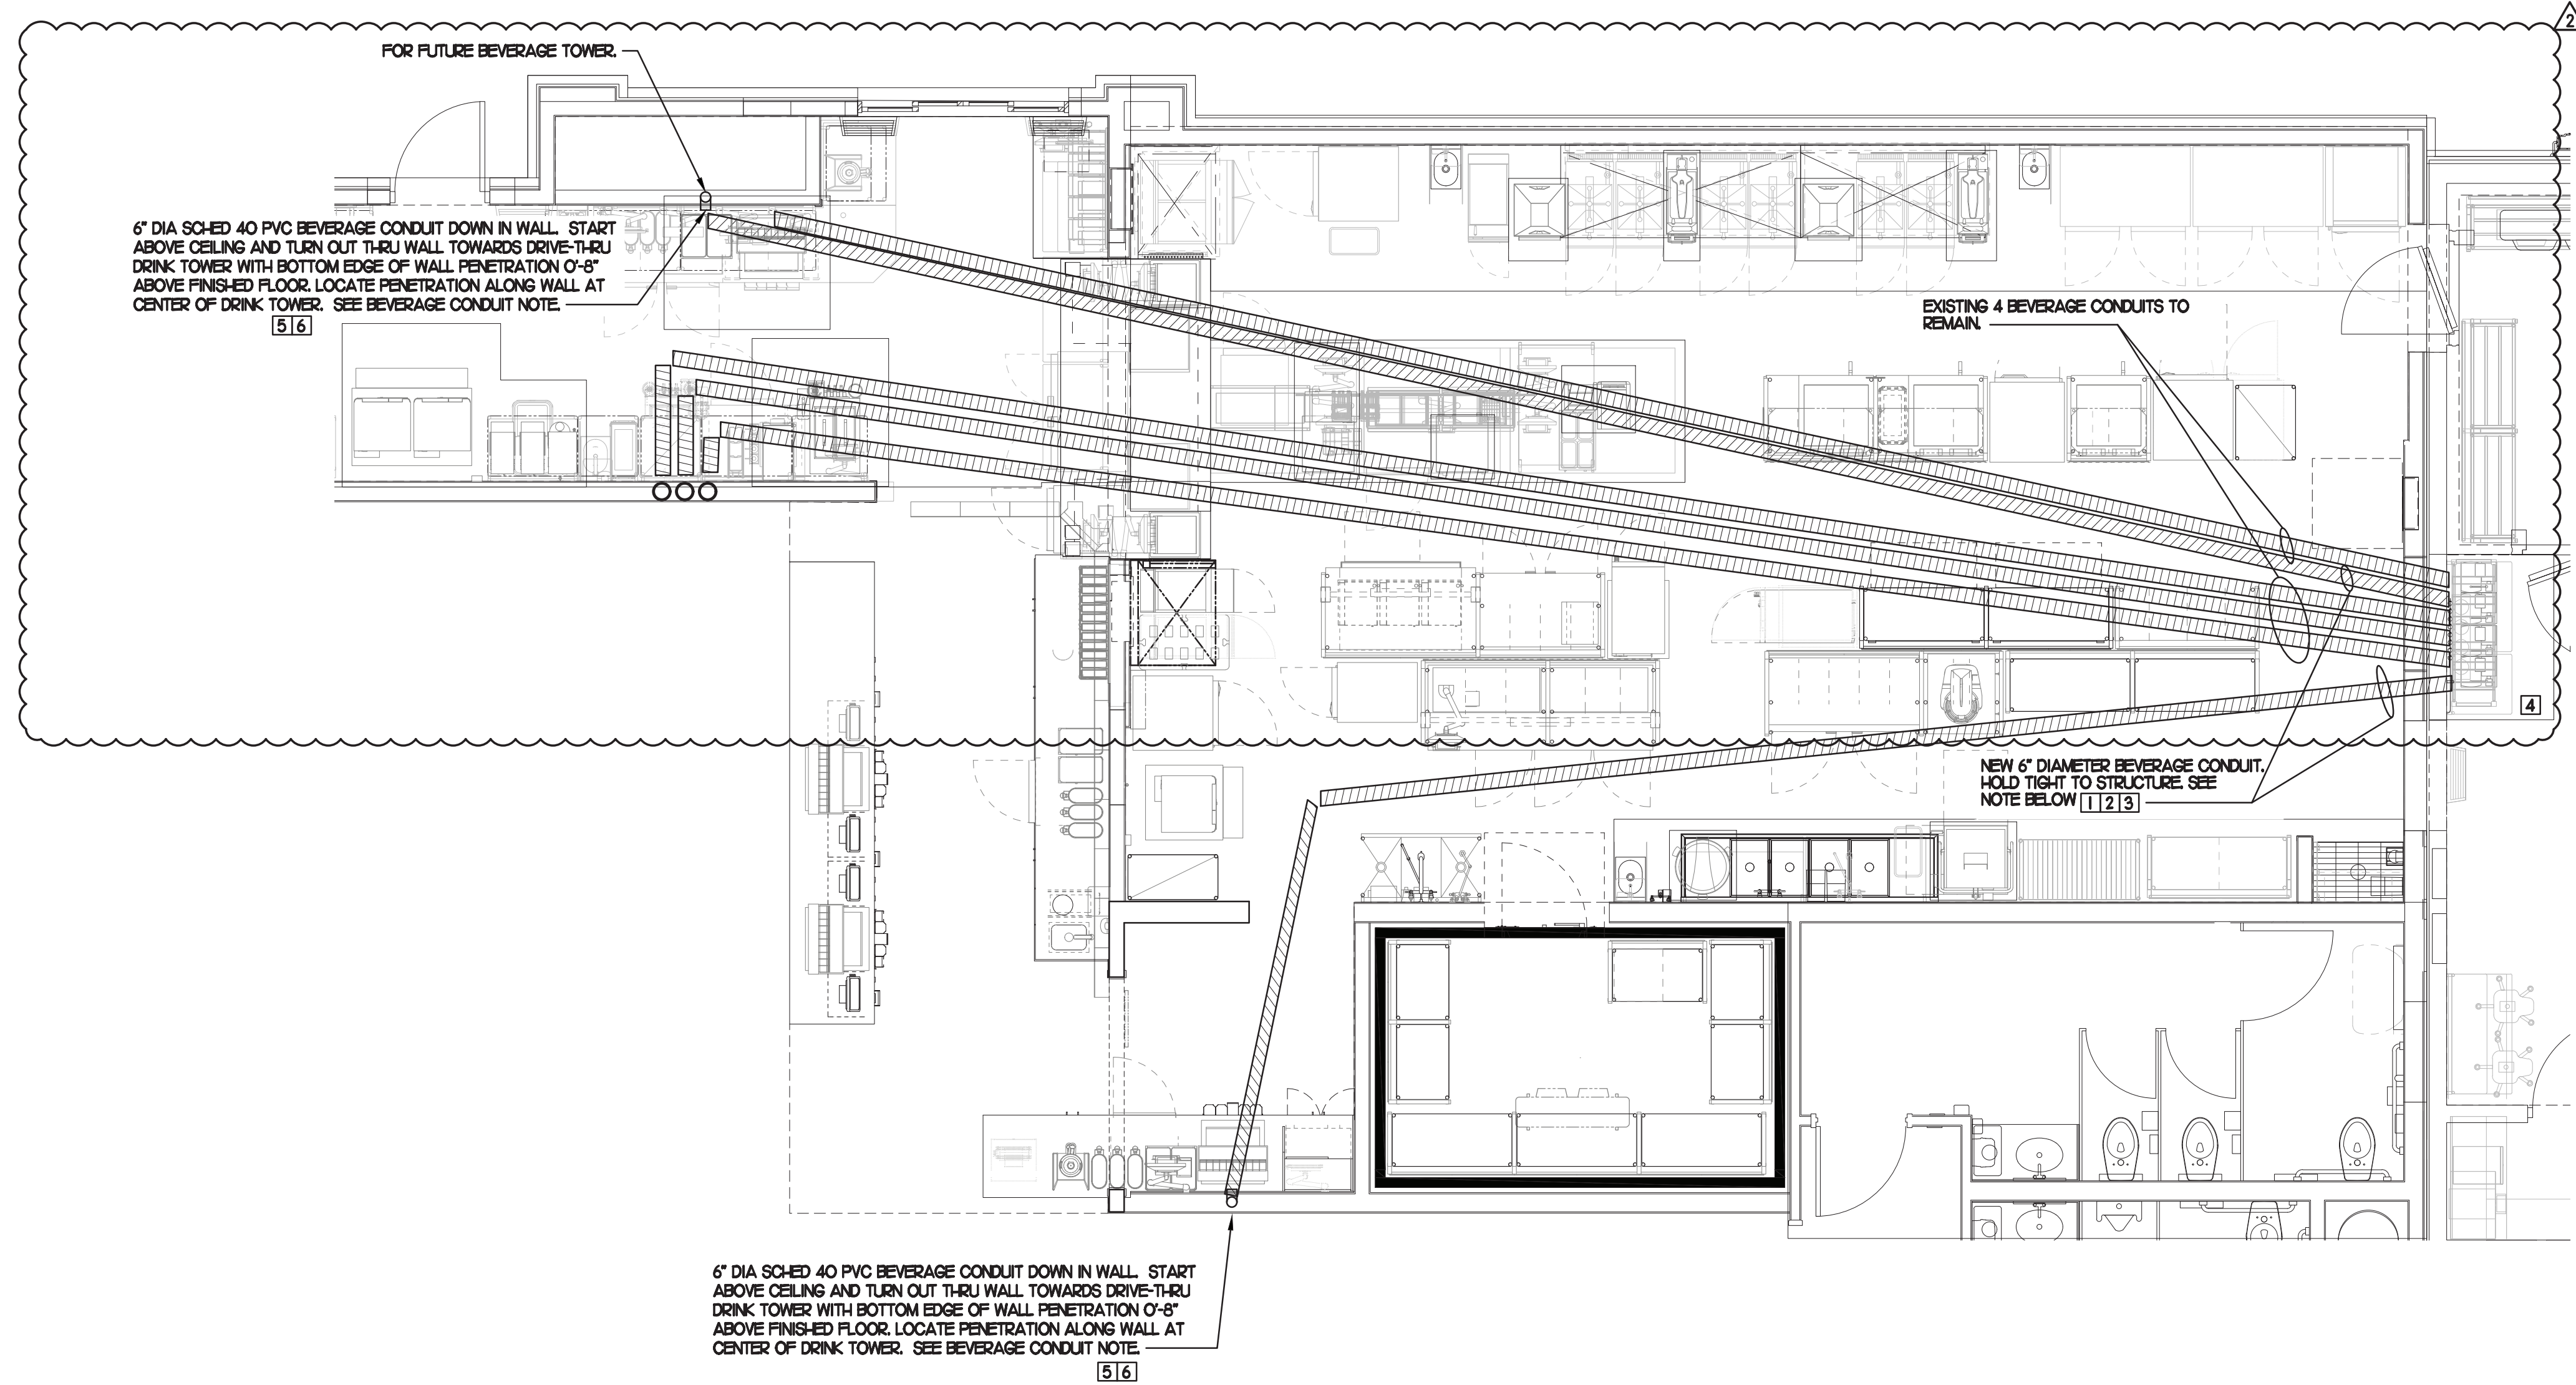 2
FOR FUTURE BEVERAGE TOWER.
6" DIA SCHED 40 PVC BEVERAGE CONDUIT DOWN IN WALL. START
ABOVE CEILING AND TURN OUT THRU WALL TOWARDS DRIVE-THRU
DRINK TOWER WITH BOTTOM EDGE OF WALL PENETRATION 0'-8"
ABOVE FINISHED FLOOR. LOCATE PENETRATION ALONG WALL AT
CENTER OF DRINK TOWER. SEE BEVERAGE CONDUIT NOTE.
5 6
EXISTING 4 BEVERAGE CONDUITS TO
REMAIN.
4
NEW 6" DIAMETER BEVERAGE CONDUIT.
HOLD TIGHT TO STRUCTURE. SEE
NOTE BELOW 1 2 3
6" DIA SCHED 40 PVC BEVERAGE CONDUIT DOWN IN WALL. START
ABOVE CEILING AND TURN OUT THRU WALL TOWARDS DRIVE-THRU
DRINK TOWER WITH BOTTOM EDGE OF WALL PENETRATION 0'-8"
ABOVE FINISHED FLOOR. LOCATE PENETRATION ALONG WALL AT
CENTER OF DRINK TOWER. SEE BEVERAGE CONDUIT NOTE.
5 6